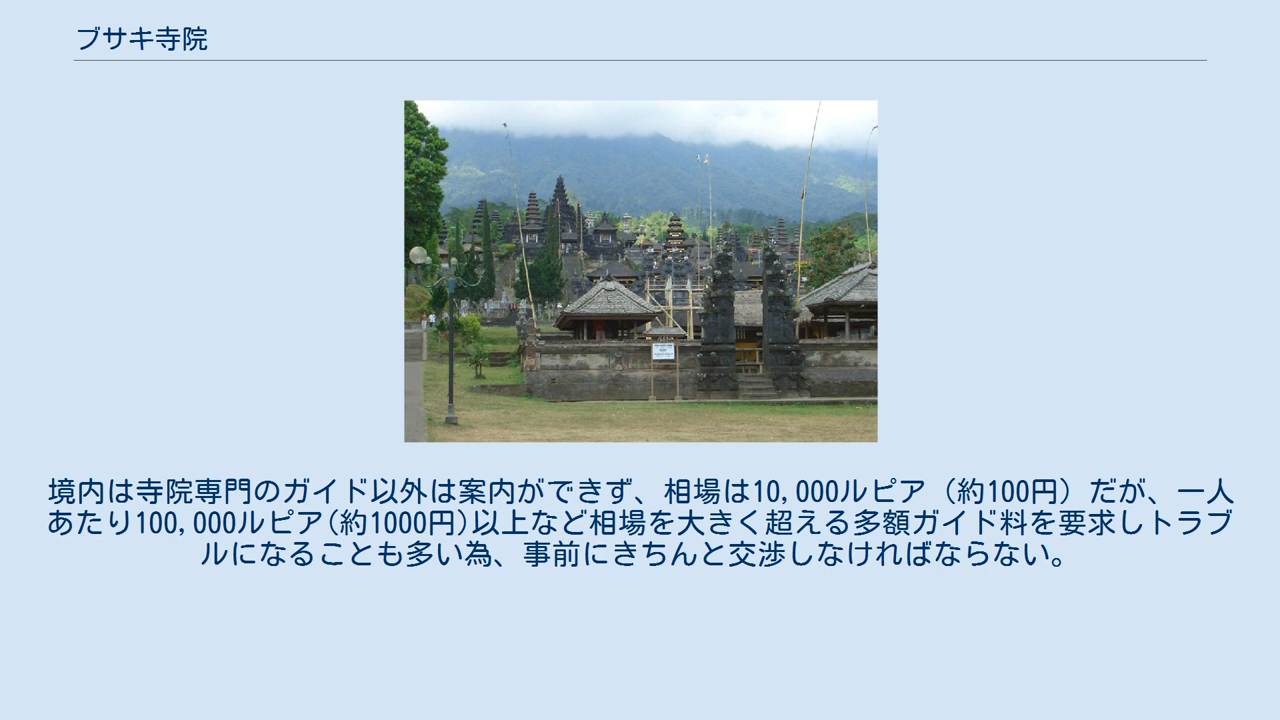 ブサキ寺院
境内は寺院専門のガイド以外は案内ができず、相場は10,000ルピア（約100円）だが、一人
あたり100,000ルピア(約1000円)以上など相場を大きく超える多額ガイド料を要求しトラブ
ルになることも多い為、事前にきちんと交渉しなければならない。